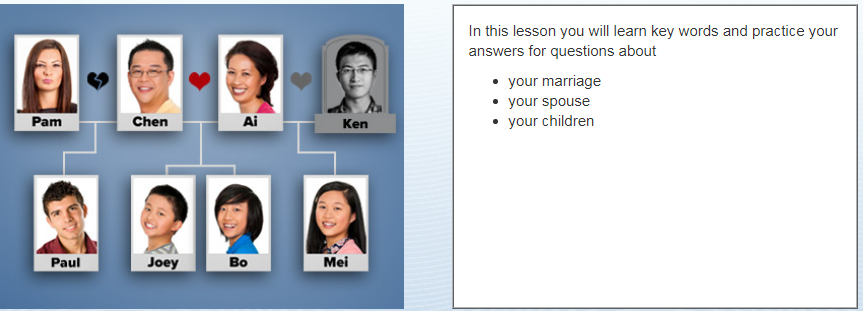 Pam
Chen
Ai
Ken
Paul
Joey
Bo
Mei
In this lesson you will learn key words and practice your
answers for questions about
• your marriage
• your spouse
• your children